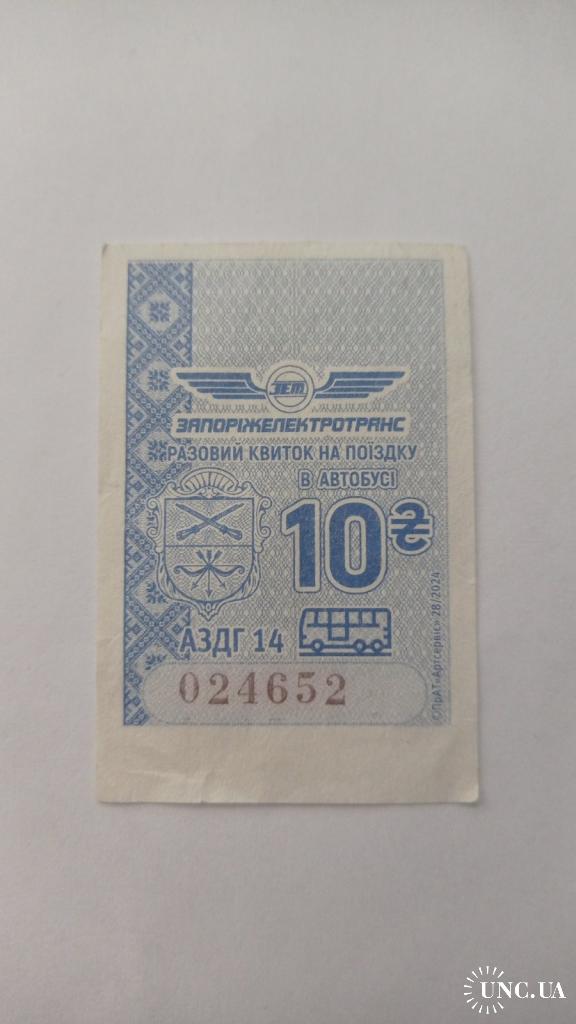 ЗЕТ
ЗАПОРІЖЕЛЕКТРОТРАНС
РАЗОВИЙ КВИТОК НА ПОЇЗДКУ
В АВТОБУСІ
10₴
АЗДГ 14
024652
©ПрАТ«Артсервіс» 28/2024
UNC.UA